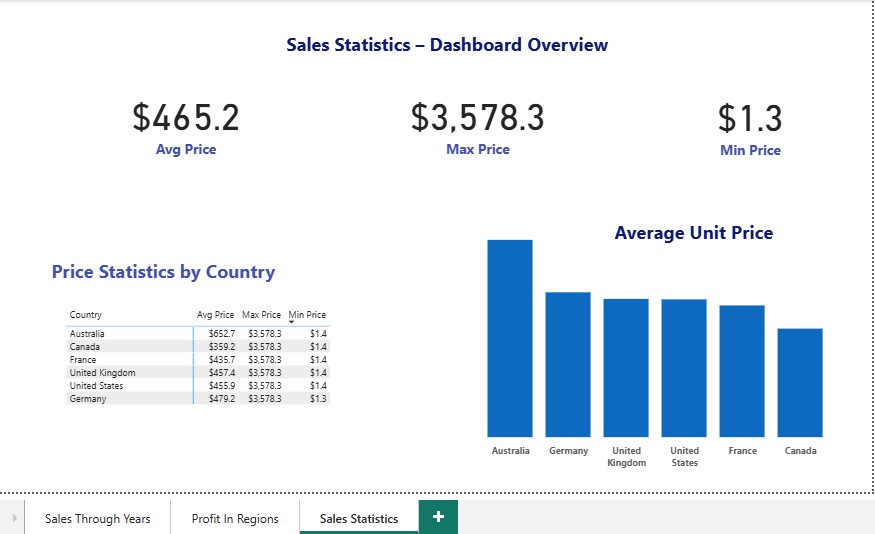 Sales Statistics – Dashboard Overview
$465.2
Avg Price
$3,578.3
Max Price
$1.3
Min Price
Price Statistics by Country
Country Avg Price Max Price Min Price
Australia $652.7 $3,578.3 $1.4
Canada $359.2 $3,578.3 $1.4
France $435.7 $3,578.3 $1.4
United Kingdom $457.4 $3,578.3 $1.4
United States $455.9 $3,578.3 $1.4
Germany $479.2 $3,578.3 $1.3
Average Unit Price
Australia Germany United Kingdom United States France Canada
Sales Through Years Profit In Regions Sales Statistics +